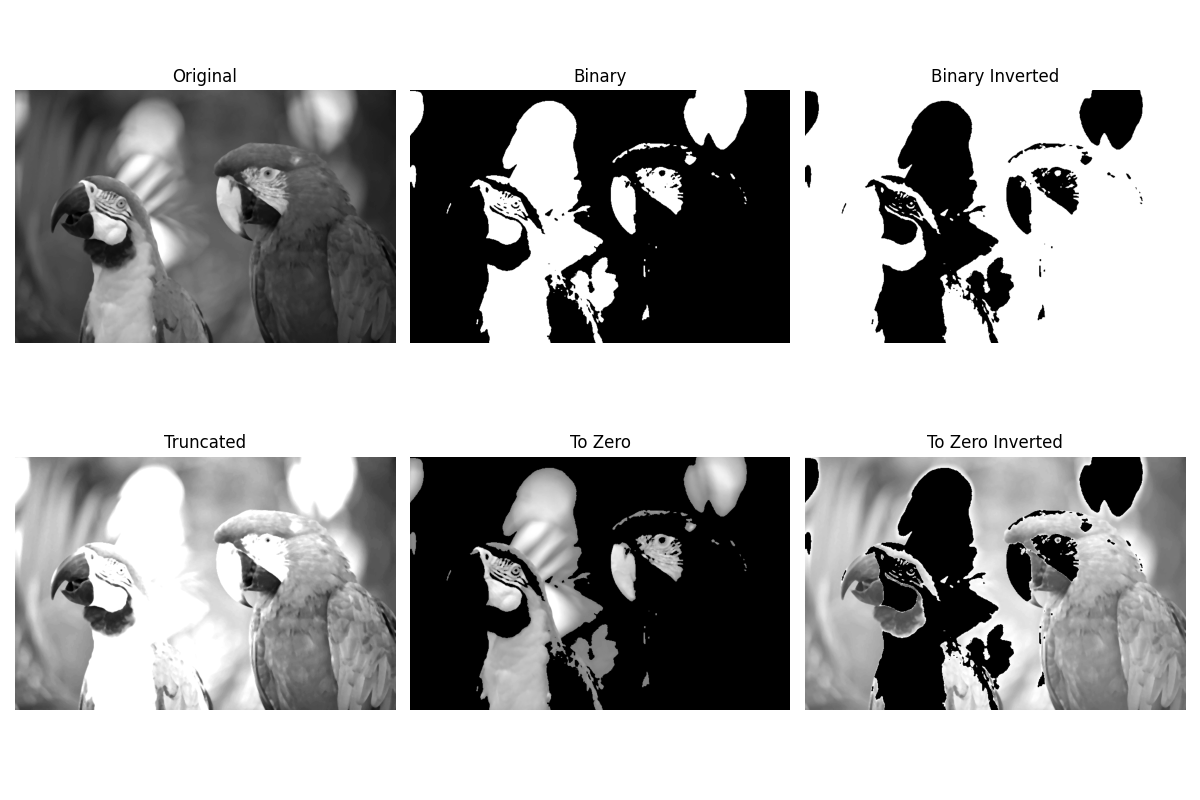 Original
Binary
Binary Inverted
Truncated
To Zero
To Zero Inverted